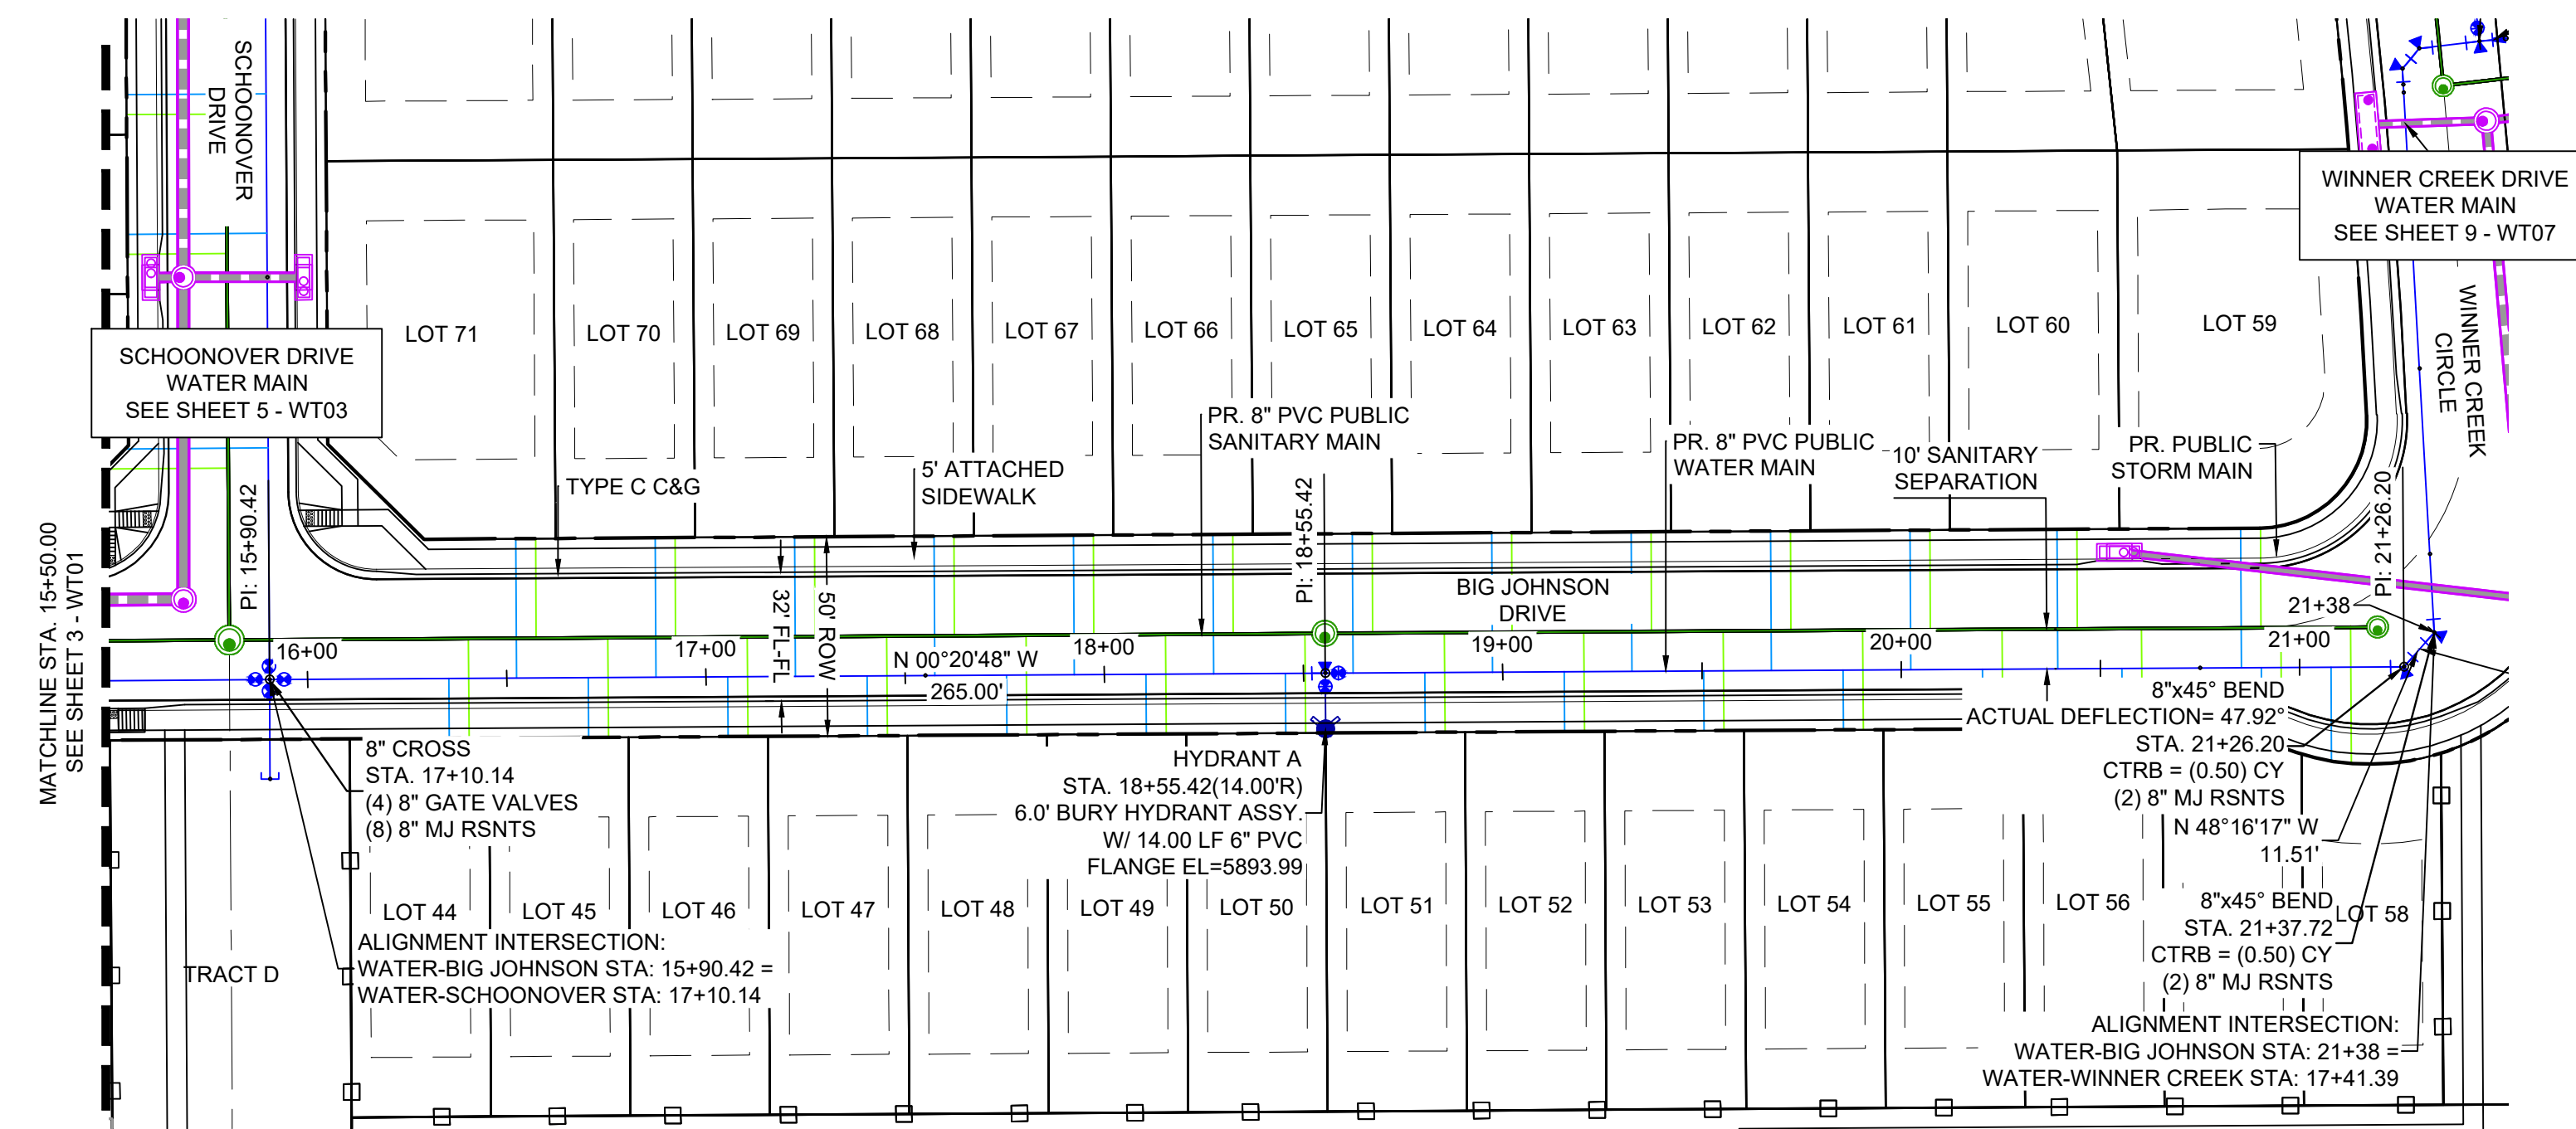 SCHOONOVER
DRIVE
WINNER CREEK DRIVE
WATER MAIN
SEE SHEET 9 - WT07
WINNER CREEK
CIRCLE
SCHOONOVER DRIVE
WATER MAIN
SEE SHEET 5 - WT03
LOT 71
LOT 70
LOT 69
LOT 68
LOT 67
LOT 66
LOT 65
LOT 64
LOT 63
LOT 62
LOT 61
LOT 60
LOT 59
PR. 8" PVC PUBLIC
SANITARY MAIN
PR. 8" PVC PUBLIC
WATER MAIN
10' SANITARY
SEPARATION
PR. PUBLIC
STORM MAIN
5' ATTACHED
SIDEWALK
TYPE C C&G
PI: 15+90.42
PI: 18+55.42
PI: 21+26.20
MATCHLINE STA. 15+50.00
SEE SHEET 3 - WT01
32' FL-FL
50' ROW
BIG JOHNSON
DRIVE
21+38
16+00
17+00
18+00
19+00
20+00
21+00
N 00°20'48" W
265.00'
8" CROSS
STA. 17+10.14
(4) 8" GATE VALVES
(8) 8" MJ RSNTS
HYDRANT A
STA. 18+55.42(14.00'R)
6.0' BURY HYDRANT ASSY.
W/ 14.00 LF 6" PVC
FLANGE EL=5893.99
8"x45° BEND
ACTUAL DEFLECTION= 47.92°
STA. 21+26.20
CTRB = (0.50) CY
(2) 8" MJ RSNTS
N 48°16'17" W
11.51'
8"x45° BEND
STA. 21+37.72
CTRB = (0.50) CY
(2) 8" MJ RSNTS
LOT 44
LOT 45
LOT 46
LOT 47
LOT 48
LOT 49
LOT 50
LOT 51
LOT 52
LOT 53
LOT 54
LOT 55
LOT 56
LOT 58
TRACT D
ALIGNMENT INTERSECTION:
WATER-BIG JOHNSON STA: 15+90.42 =
WATER-SCHOONOVER STA: 17+10.14
ALIGNMENT INTERSECTION:
WATER-BIG JOHNSON STA: 21+38 =
WATER-WINNER CREEK STA: 17+41.39